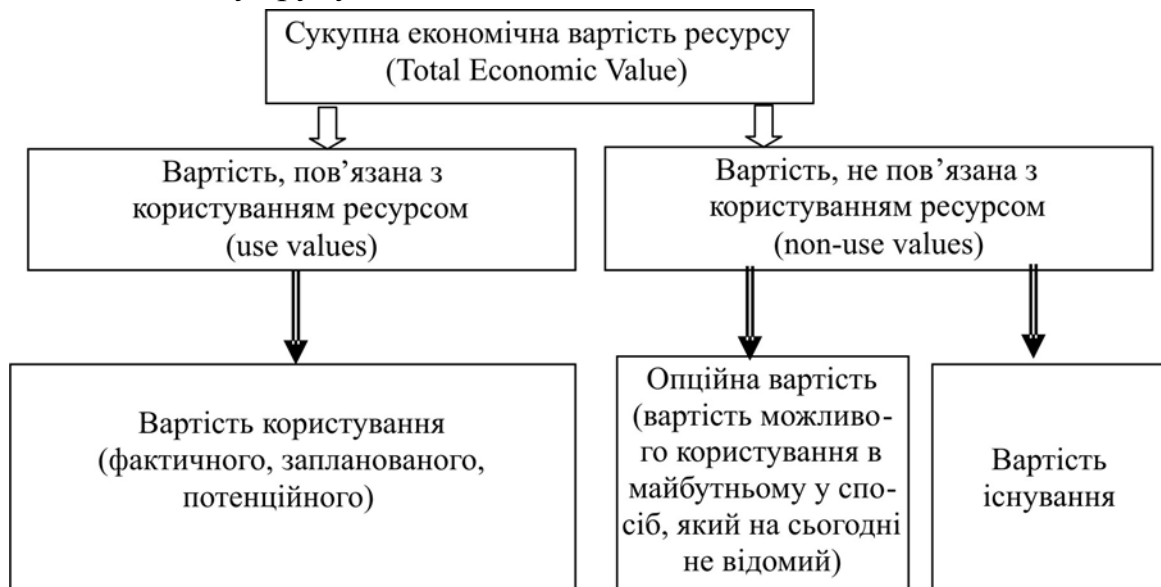 Сукупна економічна вартість ресурсу
(Total Economic Value)
Вартість, пов’язана з
користуванням ресурсом
(use values)
Вартість, не пов’язана з
користуванням ресурсом
(non-use values)
Вартість користування
(фактичного, запланованого,
потенційного)
Опційна вартість
(вартість можливо-
го користування в
майбутньому у спо-
сіб, який на сьогодні
не відомий)
Вартість
існування